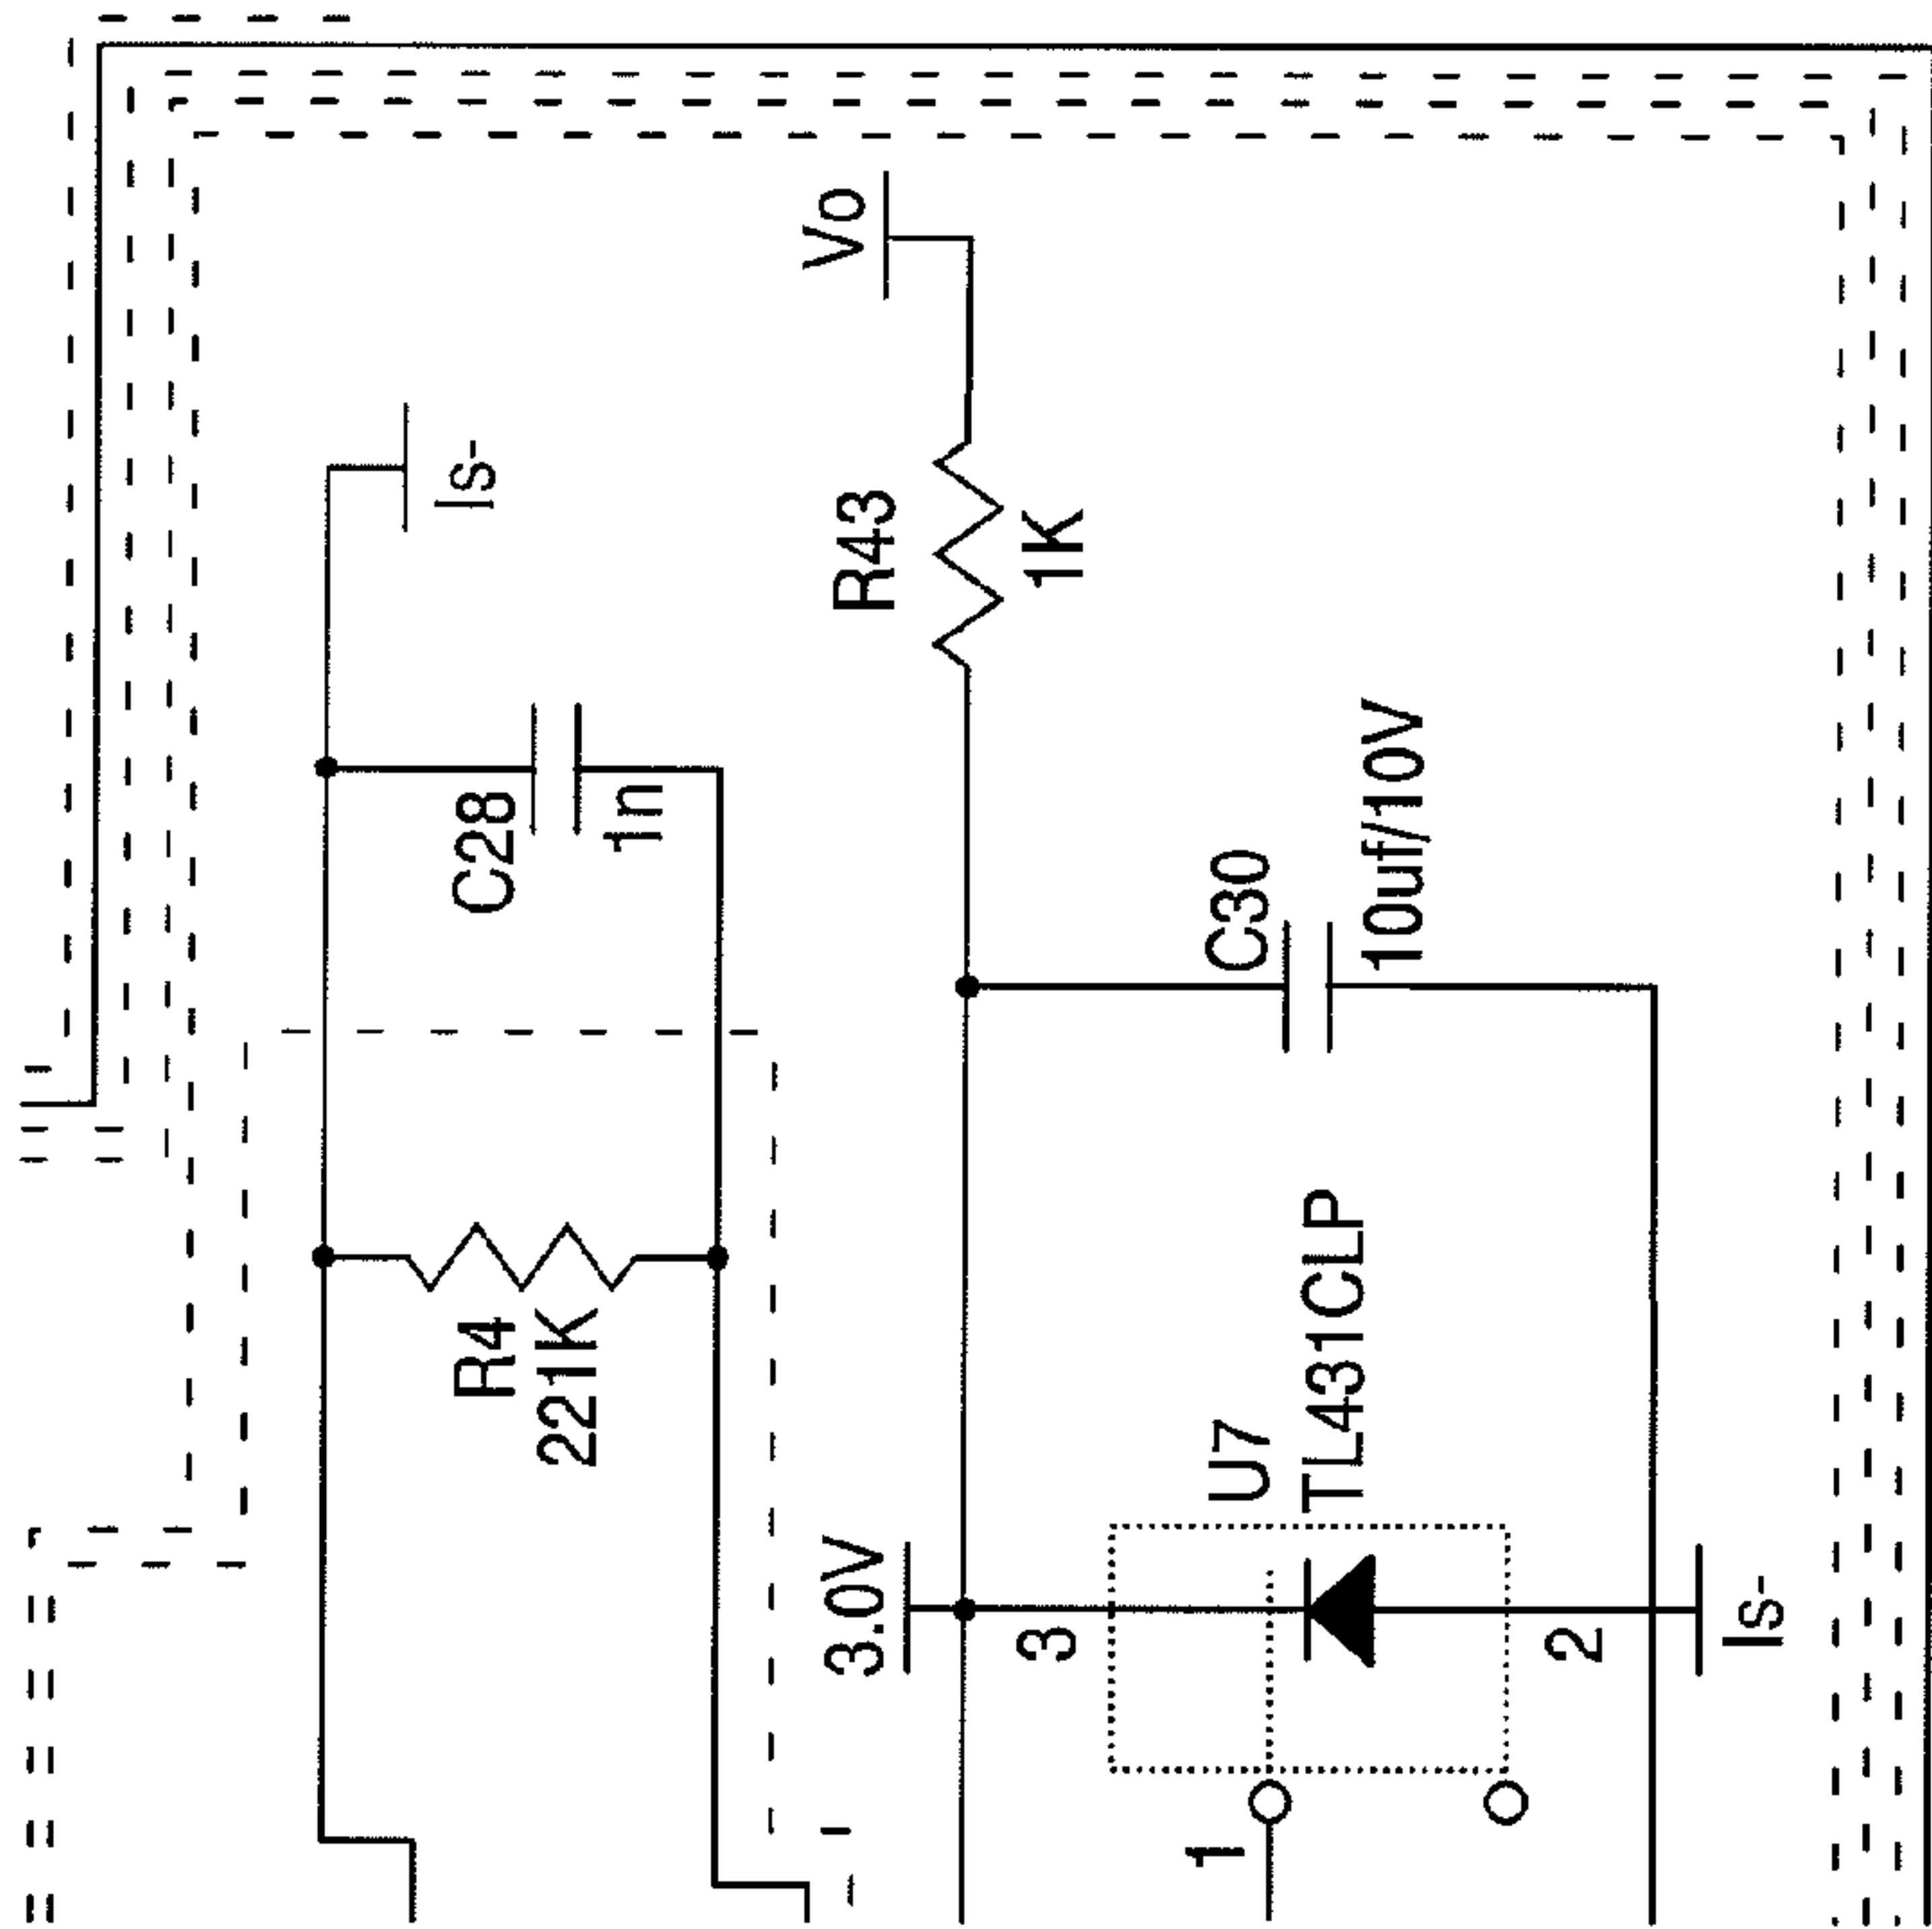 Vo
Is-
R43
1K
C28
1n
C30
10uf/10V
R4
221K
U7
TL431CLP
3.0V
3
2
Is-
1